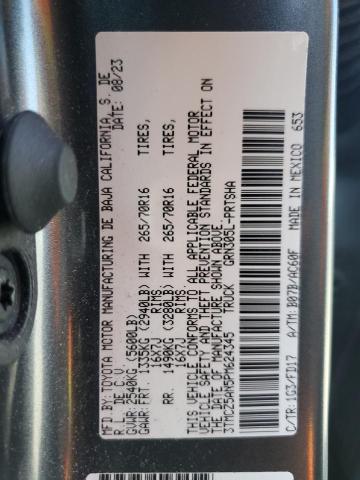 MFD BY: TOYOTA MOTOR MANUFACTURING DE BAJA CALIFORNIA, S. DE
R. L. DE C. V. DATE: 08/23
GVWR: 2540KG (5600LB)
GAWR: FRT. 1335KG (2940LB) WITH 265/70R16 TIRES,
16X7J RIMS,
RR. 1490KG (3280LB) WITH 265/70R16 TIRES,
16X7J RIMS,
THIS VEHICLE CONFORMS TO ALL APPLICABLE FEDERAL MOTOR
VEHICLE SAFETY AND THEFT PREVENTION STANDARDS IN EFFECT ON
THE DATE OF MANUFACTURE SHOWN ABOVE.
3TMCZ5AN5PM624345 TRUCK GRN305L-PRTSHA
C/TR: 1G3/FD17 A/TM: B07B/AC60F MADE IN MEXICO 653